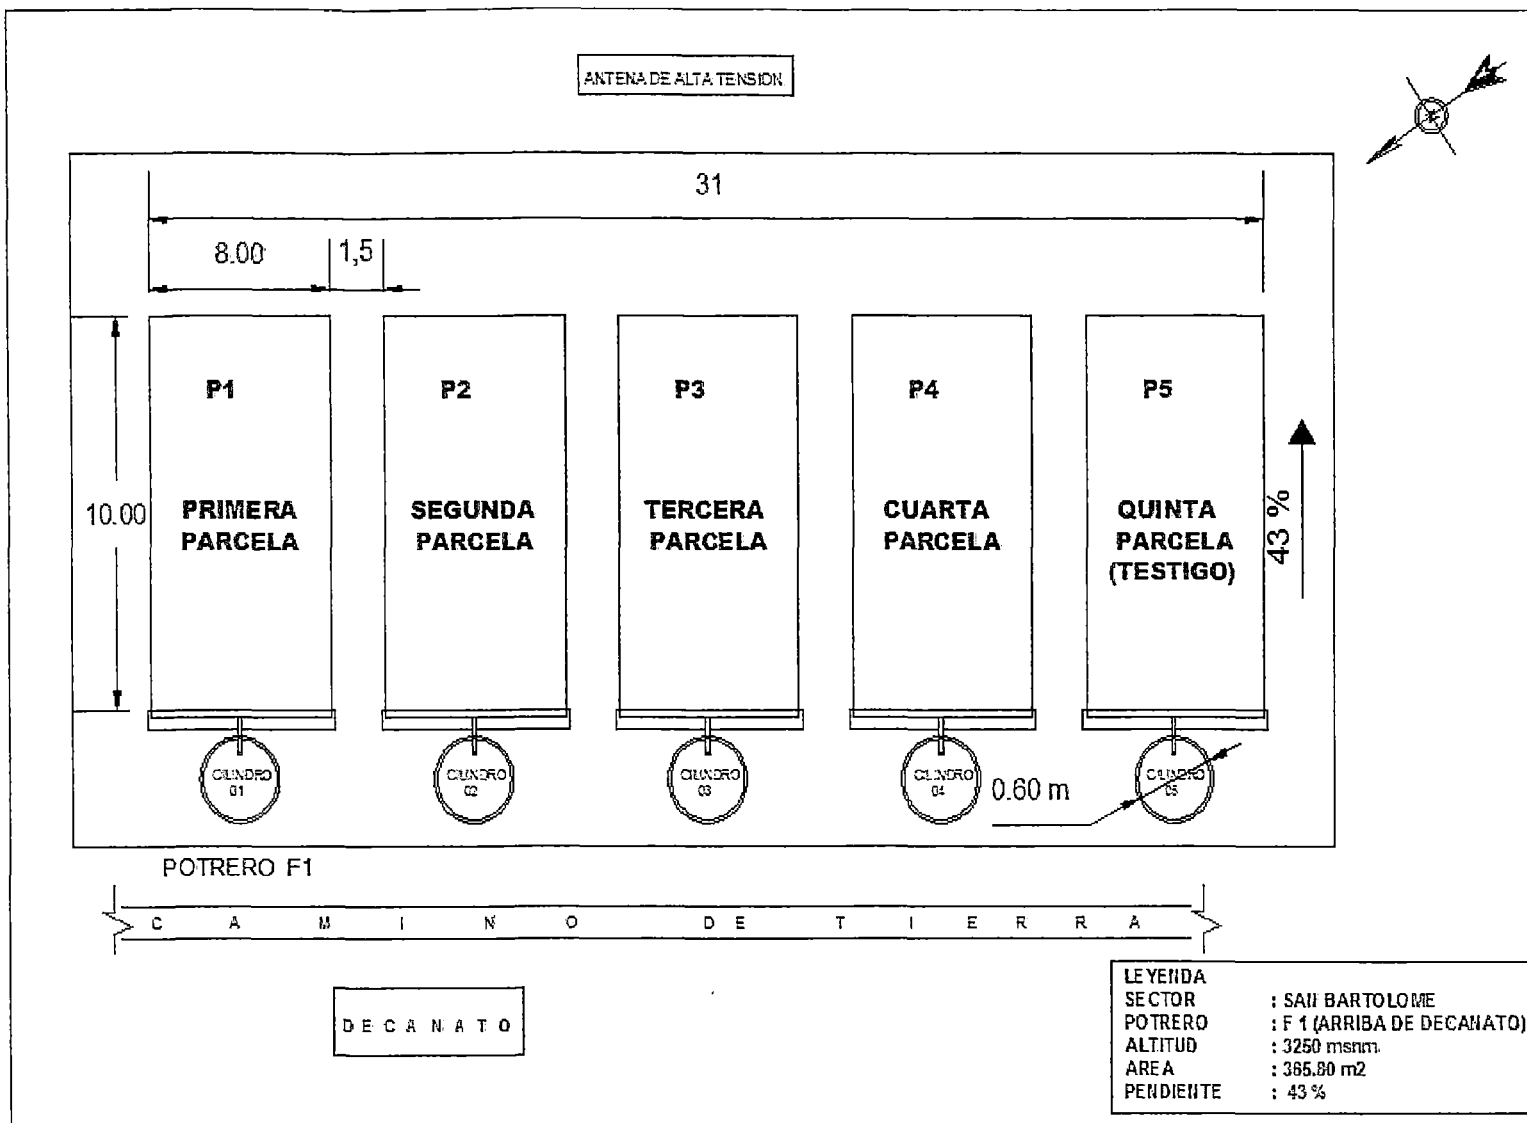 ANTENA DE ALTA TENSION
31
8.00 1,5
P1 P2 P3 P4 P5
10.00
PRIMERA PARCELA
SEGUNDA PARCELA
TERCERA PARCELA
CUARTA PARCELA
QUINTA PARCELA (TESTIGO)
43 %
CILINDRO 01
CILINDRO 02
CILINDRO 03
CILINDRO 04
0.60 m
CILINDRO 05
POTRERO F1
CAMINO DE TIERRA
DECANATO
LEYENDA
SECTOR : SAN BARTOLOME
POTRERO : F 1 (ARRIBA DE DECANATO)
ALTITUD : 3250 msnm.
AREA : 365.80 m2
PENDIENTE : 43 %